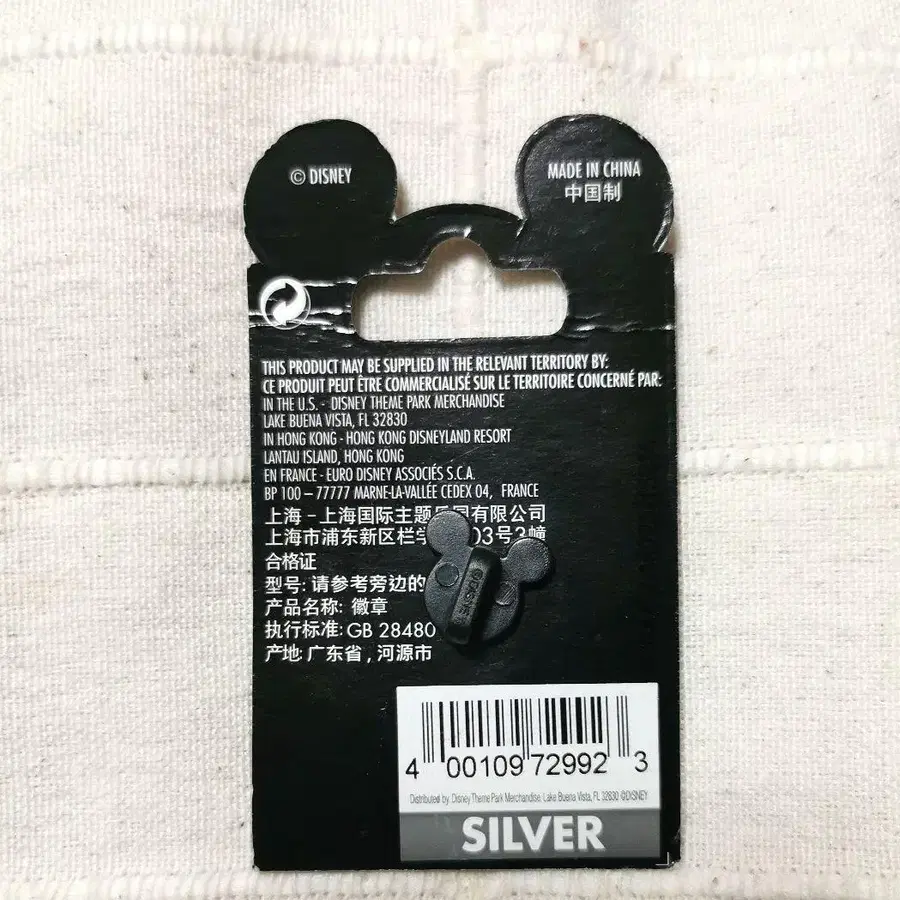 © DISNEY
MADE IN CHINA
中国制
THIS PRODUCT MAY BE SUPPLIED IN THE RELEVANT TERRITORY BY:
CE PRODUIT PEUT ÊTRE COMMERCIALISÉ SUR LE TERRITOIRE CONCERNÉ PAR:
IN THE U.S. - DISNEY THEME PARK MERCHANDISE
LAKE BUENA VISTA, FL 32830
IN HONG KONG - HONG KONG DISNEYLAND RESORT
LANTAU ISLAND, HONG KONG
EN FRANCE - EURO DISNEY ASSOCIÉS S.C.A.
BP 100 – 77777 MARNE-LA-VALLÉE CEDEX 04, FRANCE
上海 – 上海国际主题乐园有限公司
上海市浦东新区栏学 03号3幢
合格证
型号: 请参考旁边的
产品名称: 徽章
执行标准: GB 28480
产地: 广东省 , 河源市
©DISNEY
4 00109 72992 3
Distributed by: Disney Theme Park Merchandise, Lake Buena Vista, FL 32830 ©DISNEY
SILVER